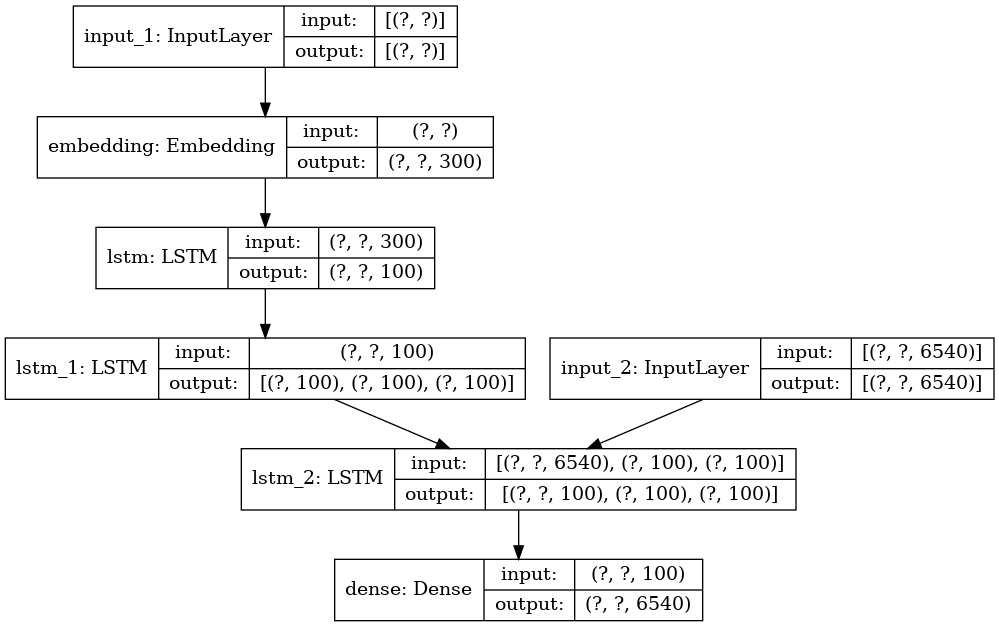 input_1: InputLayer
input: [(?, ?)]
output: [(?, ?)]
embedding: Embedding
input: (?, ?)
output: (?, ?, 300)
lstm: LSTM
input: (?, ?, 300)
output: (?, ?, 100)
lstm_1: LSTM
input: (?, ?, 100)
output: [(?, 100), (?, 100), (?, 100)]
input_2: InputLayer
input: [(?, ?, 6540)]
output: [(?, ?, 6540)]
lstm_2: LSTM
input: [(?, ?, 6540), (?, 100), (?, 100)]
output: [(?, ?, 100), (?, 100), (?, 100)]
dense: Dense
input: (?, ?, 100)
output: (?, ?, 6540)